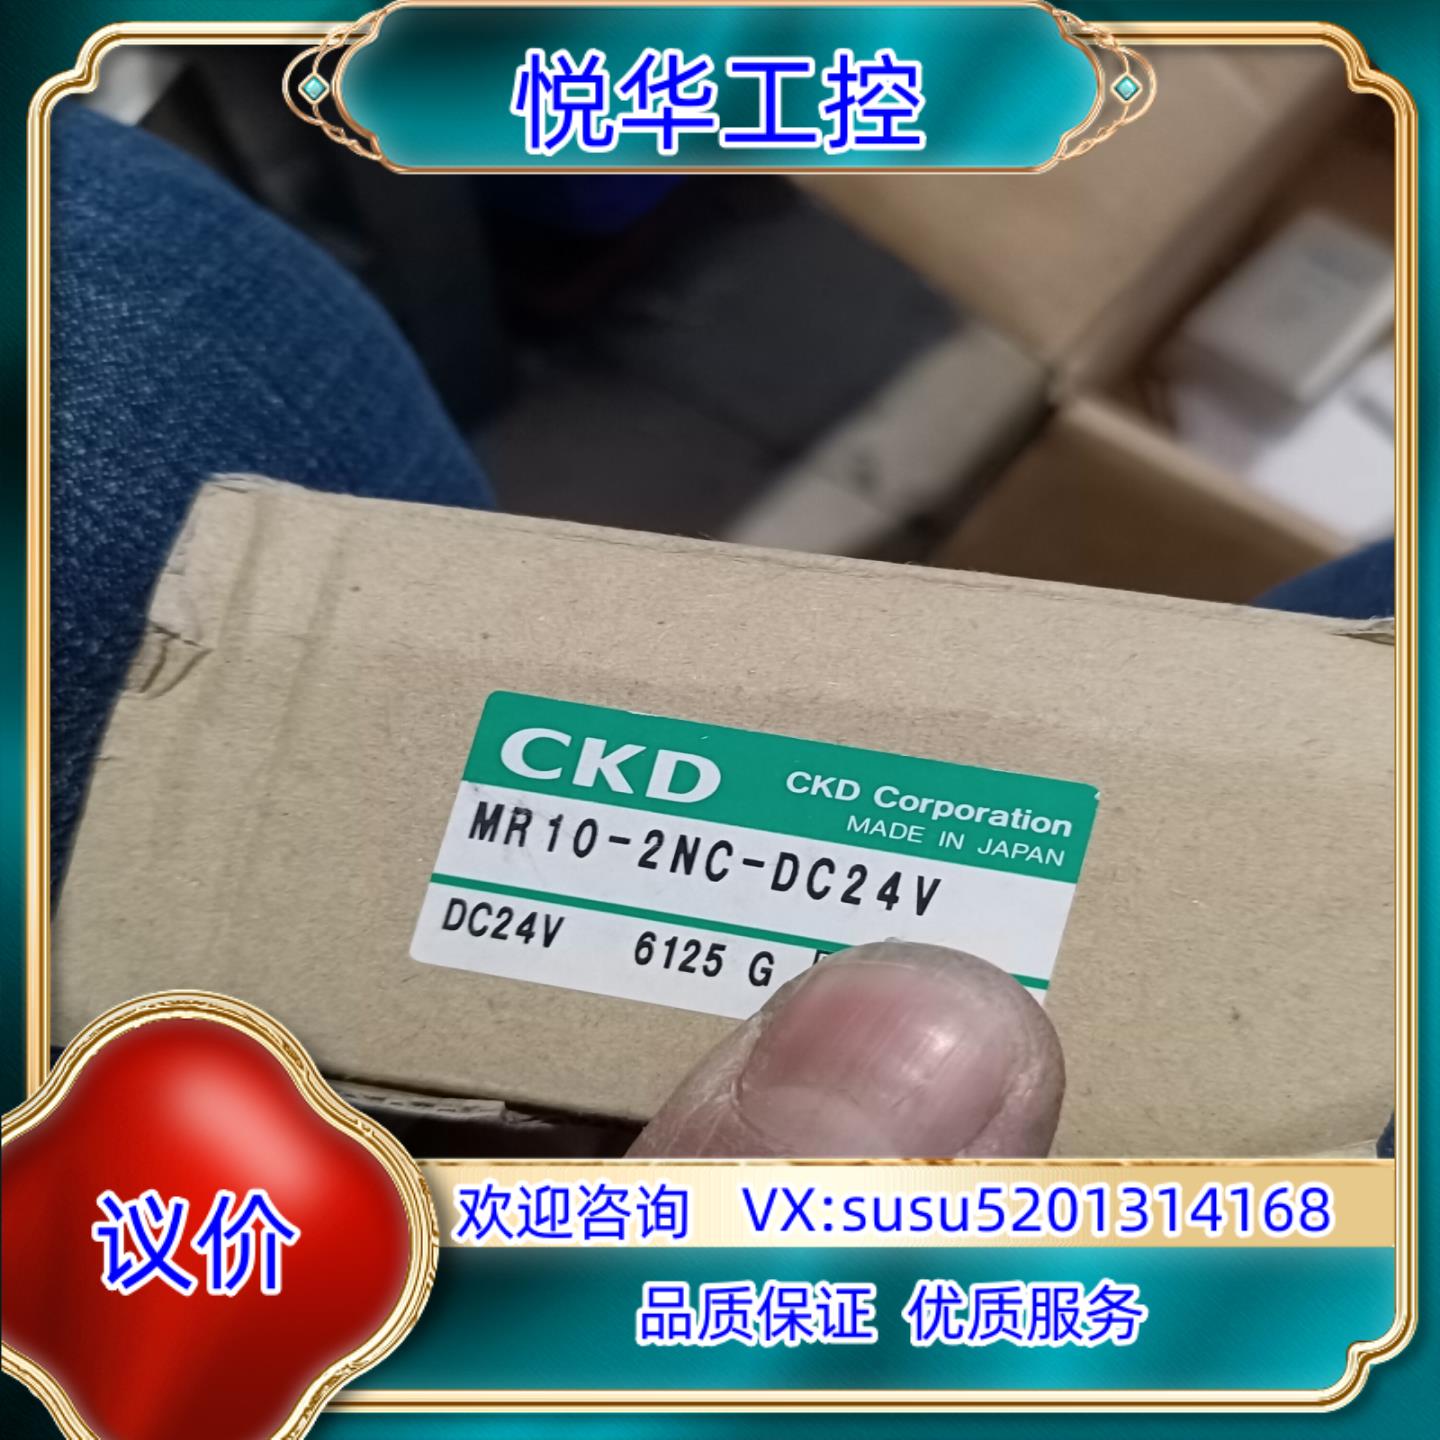 悦华工控
CKD CKD Corporation
MADE IN JAPAN
MR10-2NC-DC24V
DC24V 6125 G
议价
欢迎咨询 VX:susu5201314168
品质保证 优质服务